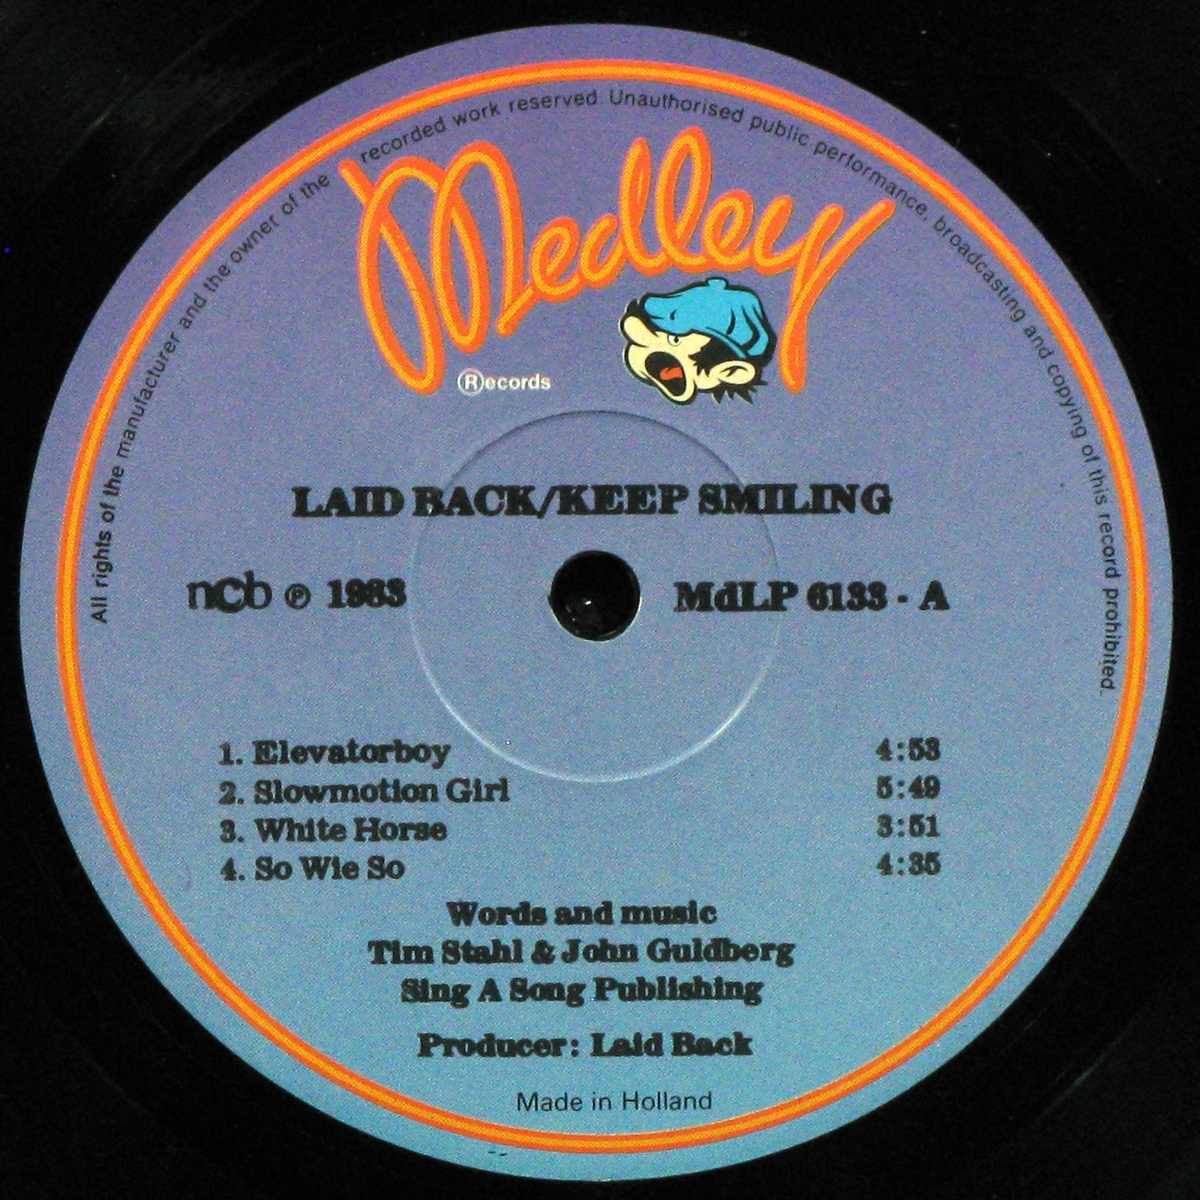 All rights of the manufacturer and the owner of the recorded work reserved. Unauthorised public performance, broadcasting and copying of this record prohibited.
Medley
Records
LAID BACK/KEEP SMILING
ncb ℗ 1983 MdLP 6133 - A
1. Elevatorboy 4:53
2. Slowmotion Girl 5:49
3. White Horse 3:51
4. So Wie So 4:35
Words and music
Tim Stahl & John Guldberg
Sing A Song Publishing
Producer: Laid Back
Made in Holland